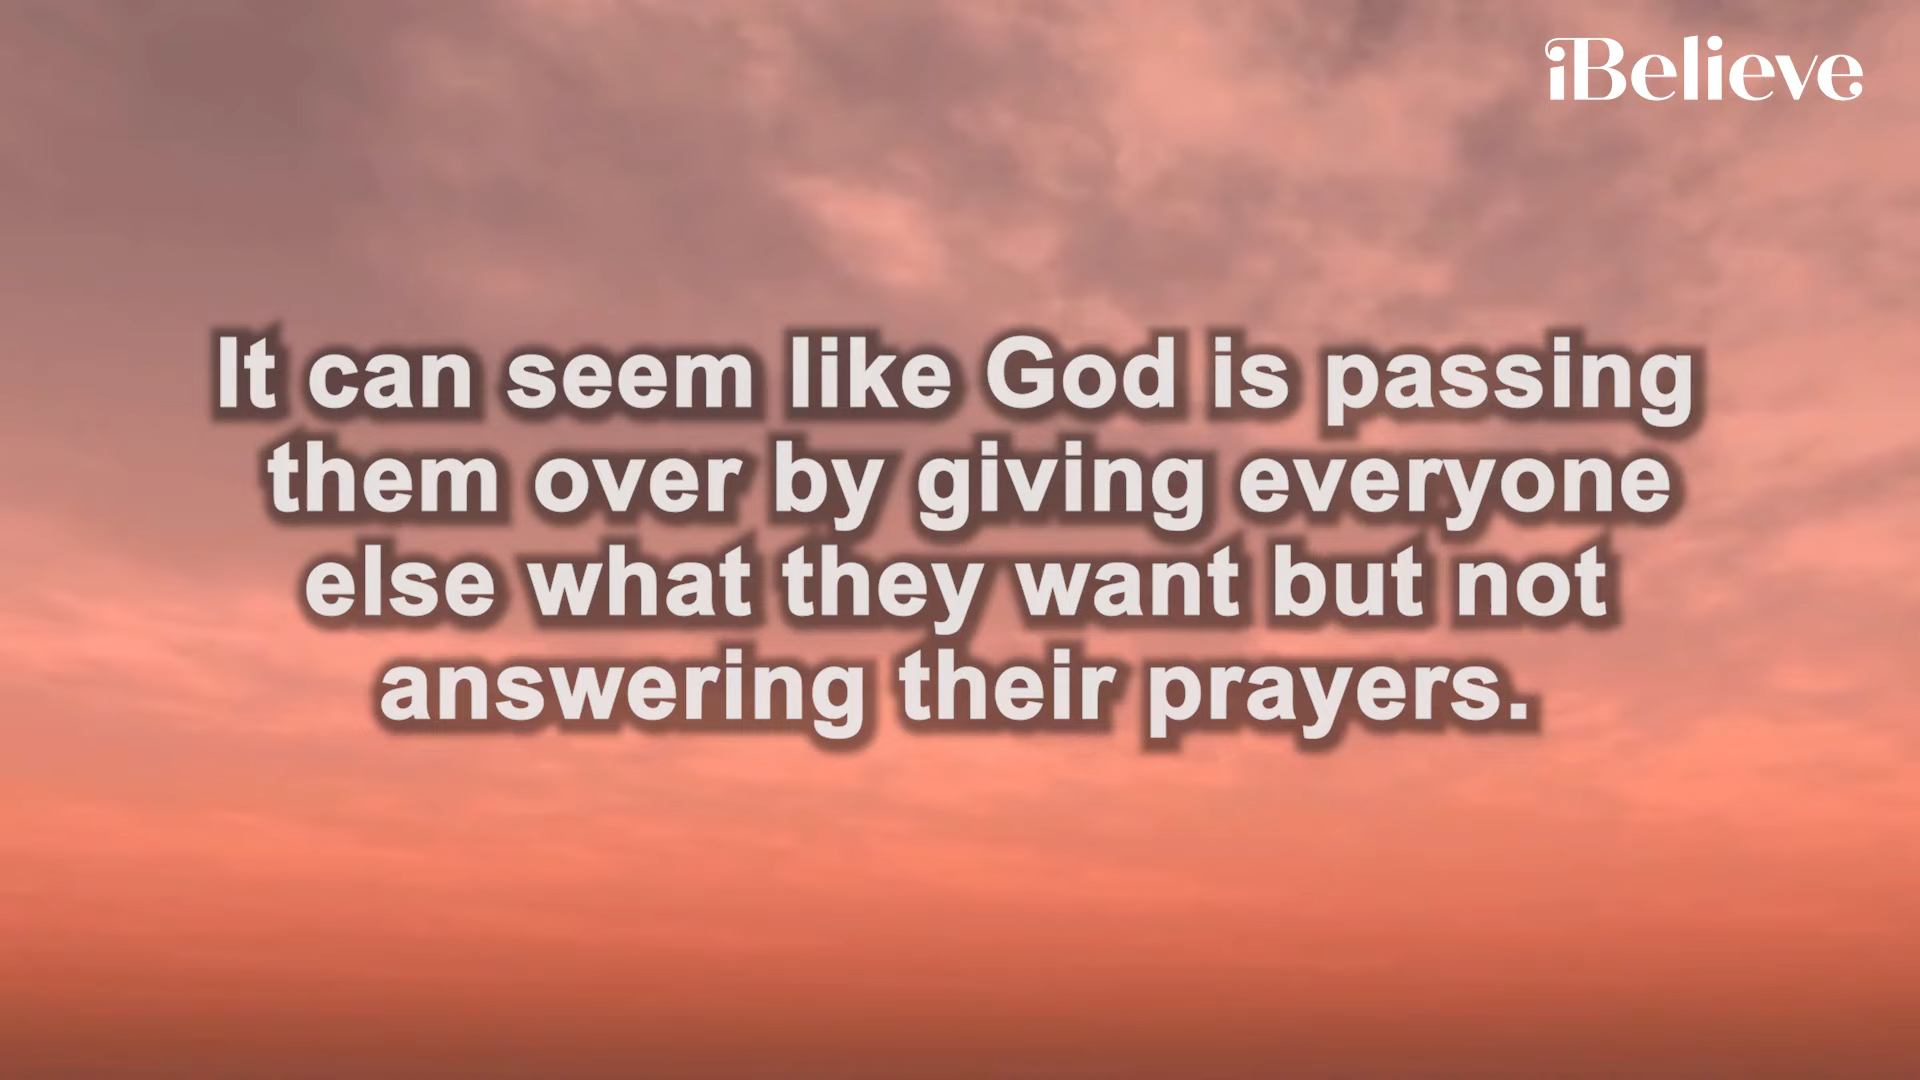 iBelieve
It can seem like God is passing
them over by giving everyone
else what they want but not
answering their prayers.